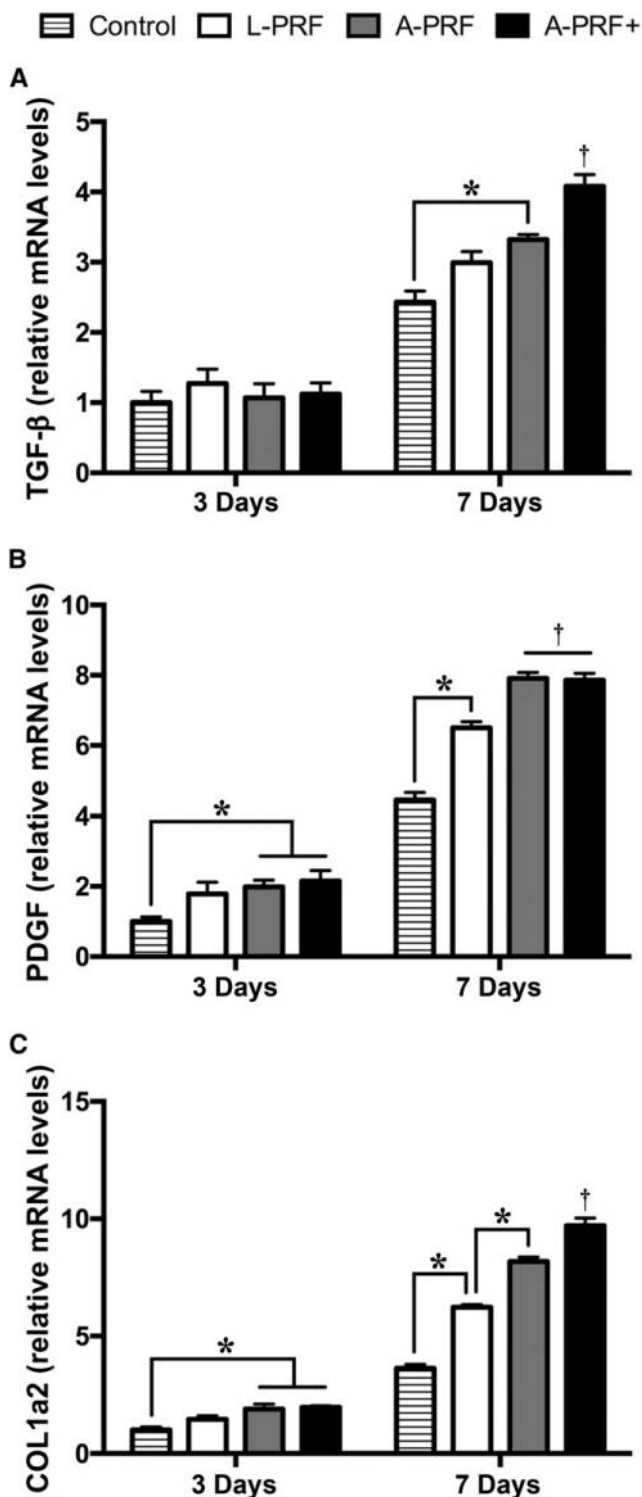 Control L-PRF A-PRF A-PRF+
A
TGF-β (relative mRNA levels)
5
4
3
2
1
0
*
†
3 Days 7 Days
B
PDGF (relative mRNA levels)
10
8
6
4
2
0
*
*
†
3 Days 7 Days
C
COL1a2 (relative mRNA levels)
15
10
5
0
*
*
*
†
3 Days 7 Days